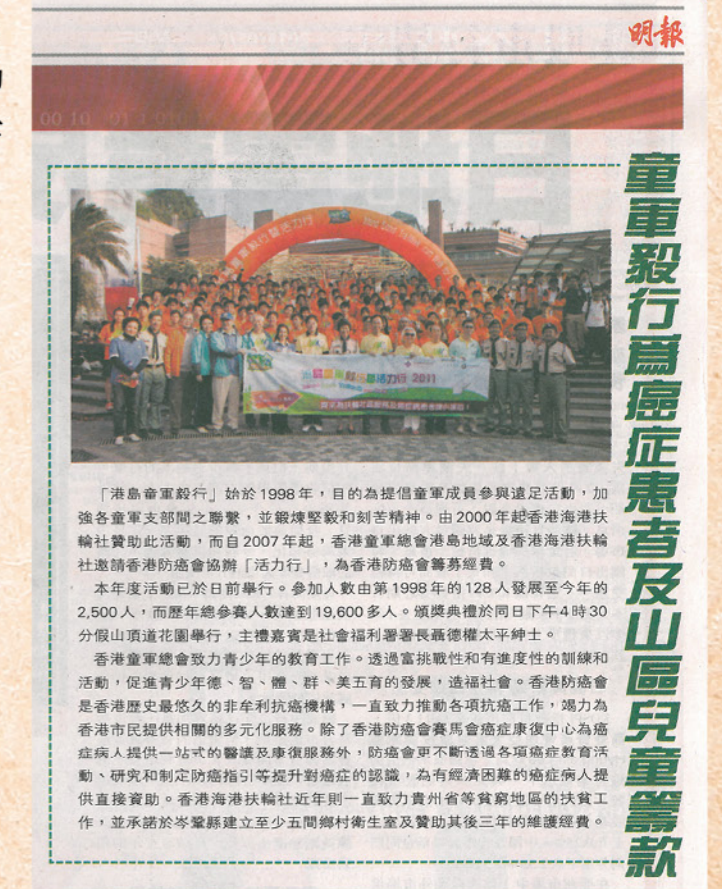 明報
童軍毅行為癌症患者及山區兒童籌款
活力行 2011
「港島童軍毅行」始於1998年，目的為提倡童軍成員參與遠足活動，加
強各童軍支部間之聯繫，並鍛煉堅毅和刻苦精神。由2000年起香港海港扶
輪社贊助此活動，而自2007年起，香港童軍總會港島地域及香港海港扶輪
社邀請香港防癌會協辦「活力行」，為香港防癌會籌募經費。
本年度活動已於日前舉行。參加人數由第1998年的128人發展至今年的
2,500人，而歷年總參賽人數達到19,600多人。頒獎典禮於同日下午4時30
分假山頂道花園舉行，主禮嘉賓是社會福利署署長聶德權太平紳士。
香港童軍總會致力青少年的教育工作。透過富挑戰性和有進度性的訓練和
活動，促進青少年德、智、體、群、美五育的發展，造福社會。香港防癌會
是香港歷史最悠久的非牟利抗癌機構，一直致力推動各項抗癌工作，竭力為
香港市民提供相關的多元化服務。除了香港防癌會賽馬會癌症康復中心為癌
症病人提供一站式的醫護及康復服務外，防癌會更不斷透過各項癌症教育活
動、研究和制定防癌指引等提升對癌症的認識，為有經濟困難的癌症病人提
供直接資助。香港海港扶輪社近年則一直致力貴州省等貧窮地區的扶貧工
作，並承諾於岑鞏縣建立至少五間鄉村衛生室及贊助其後三年的維護經費。